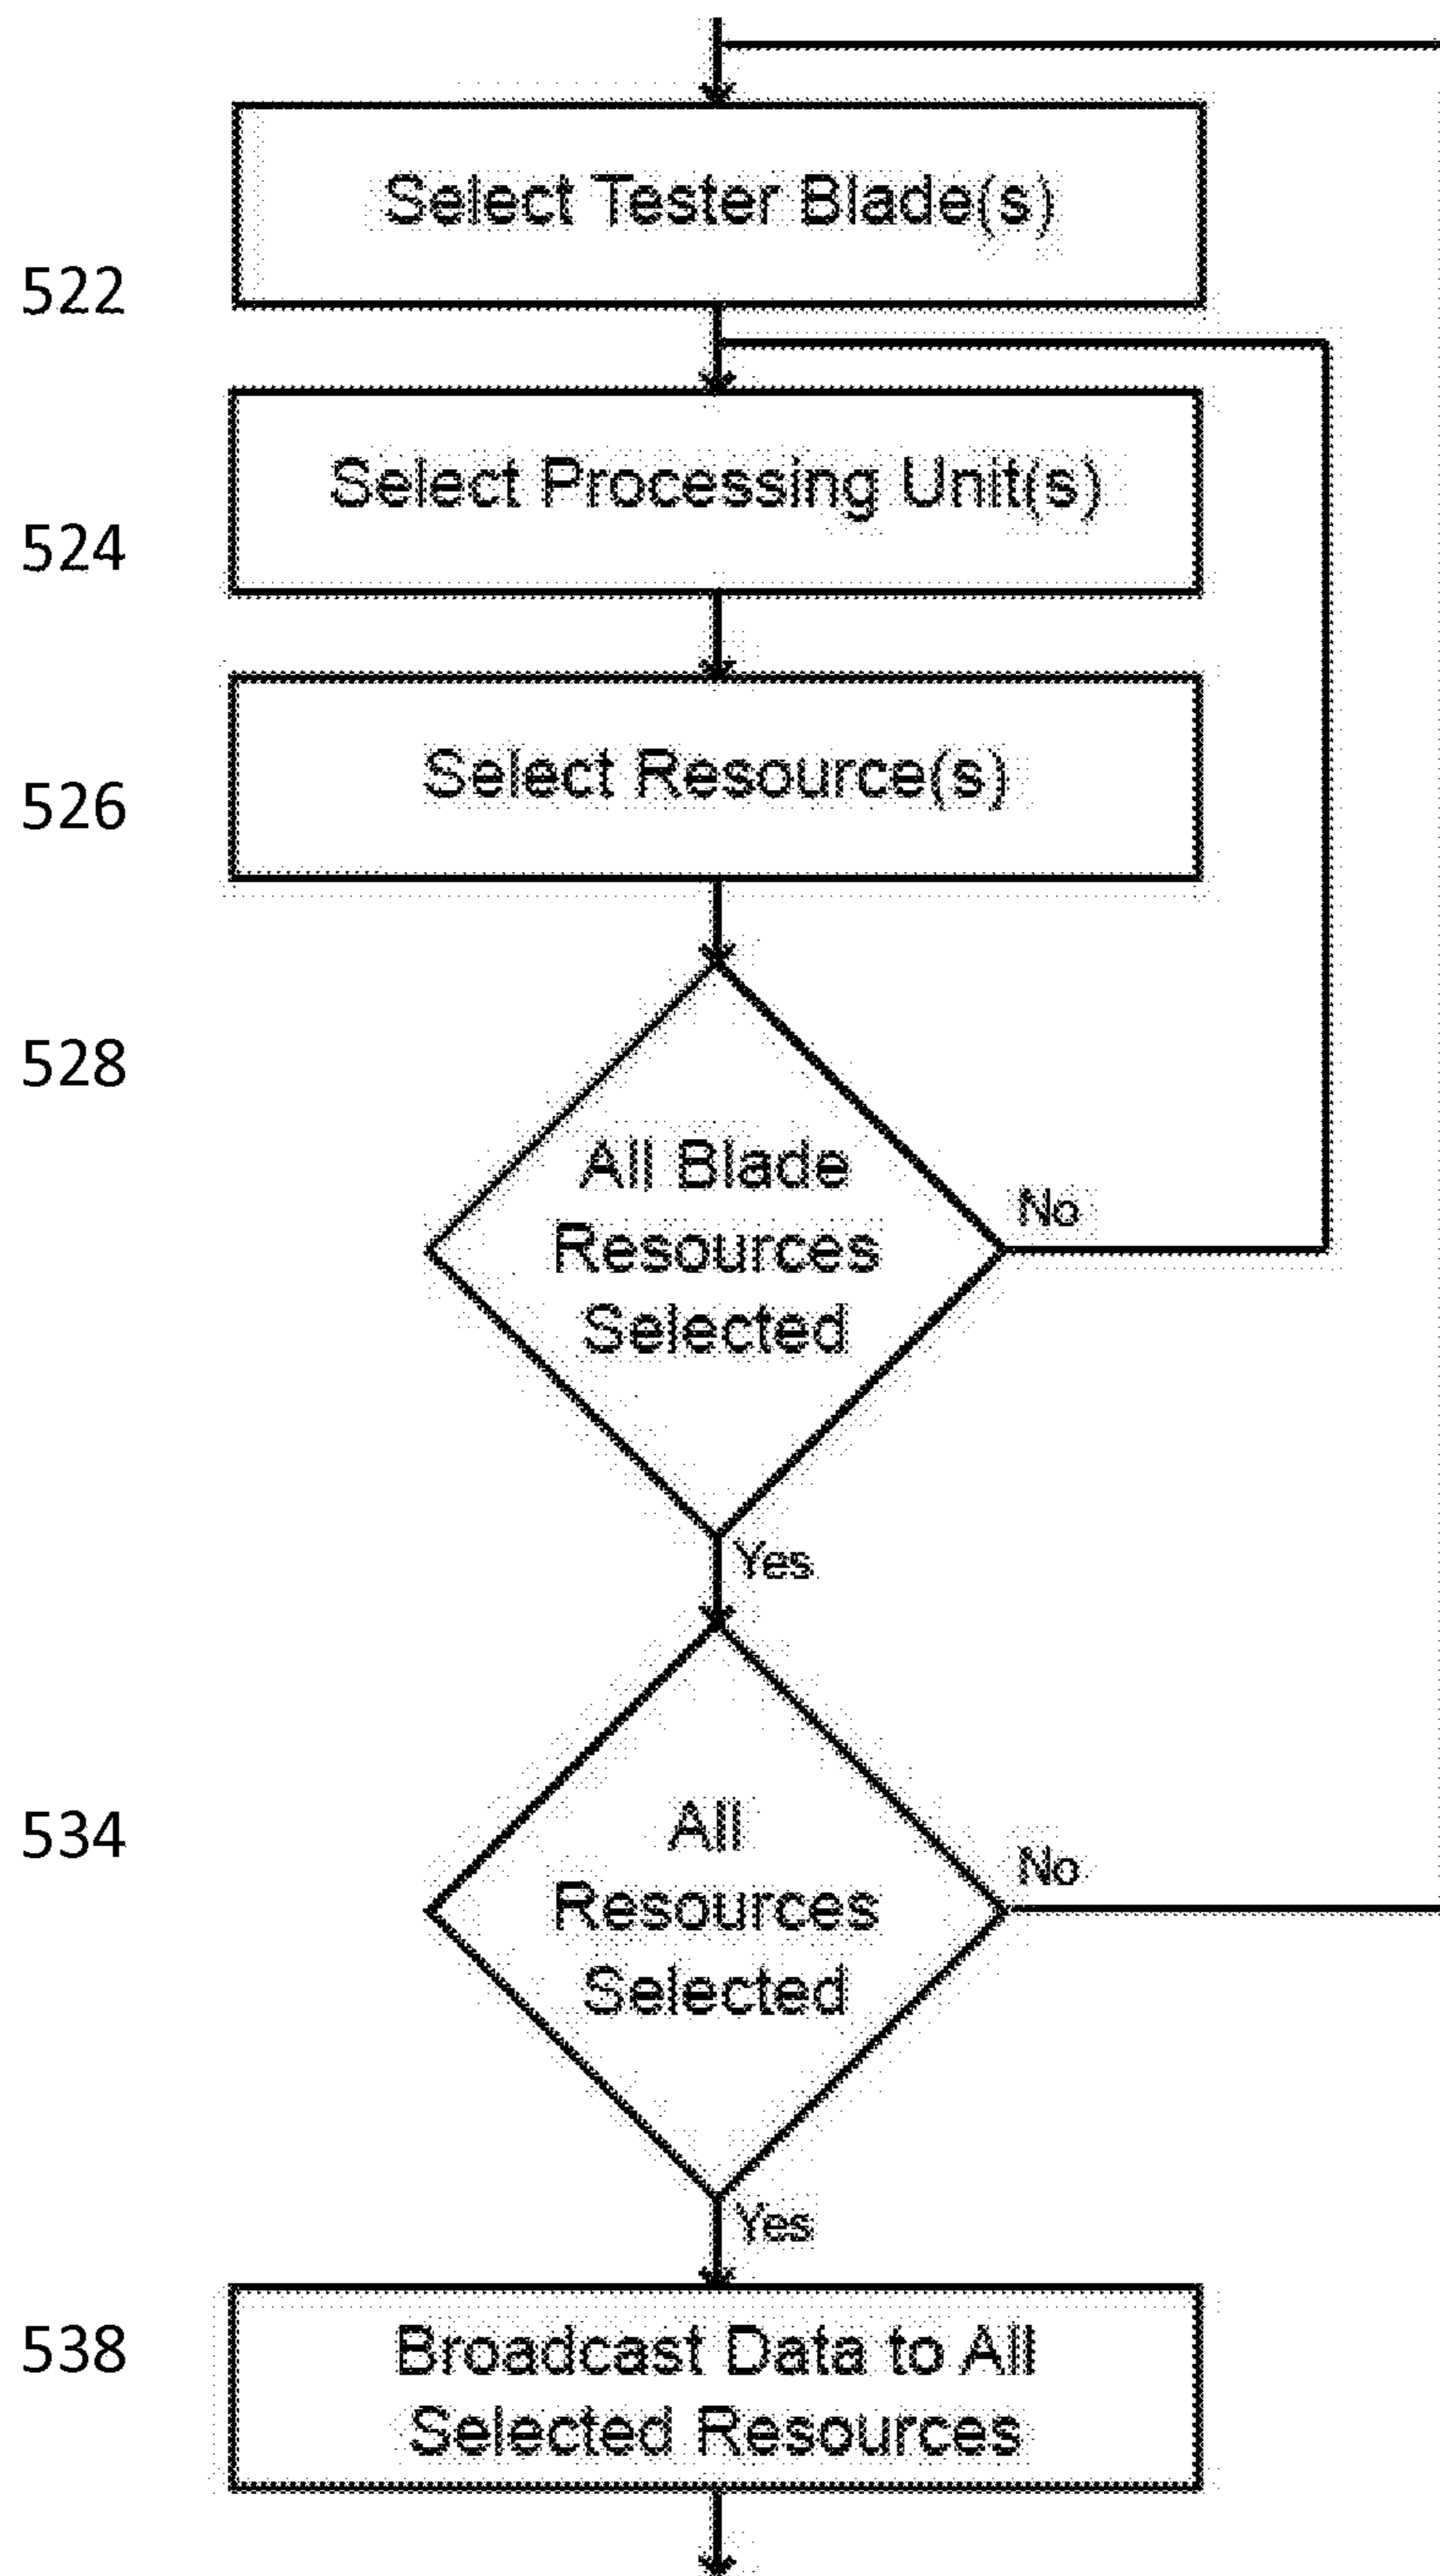 Select Tester Blade(s)
522
Select Processing Unit(s)
524
Select Resource(s)
526
528
All Blade
Resources
Selected
No
Yes
534
All
Resources
Selected
No
Yes
538
Broadcast Data to All
Selected Resources